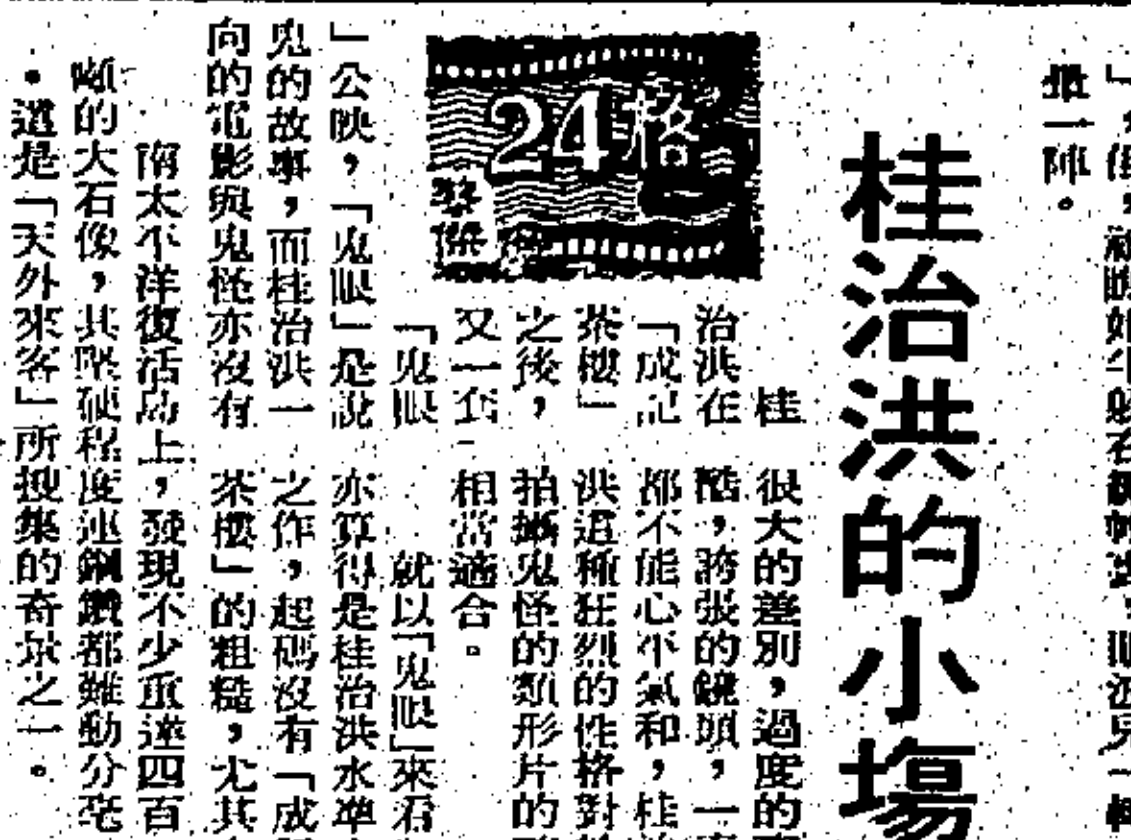 最一陣。
桂治洪的小場
24格
桂
治洪在
「成記
茶樓」
之後,
又一套
「鬼眼
」公映,「鬼眼」是說
鬼的故事,而桂治洪一
向的電影與鬼怪亦沒有
很大的差別,過度的
酷,誇張的鏡頭,一
都不能心平氣和,桂
洪這種狂烈的性格對
拍攝鬼怪的類形片的
相當適合。
就以「鬼眼」來看
亦算得是桂治洪水準
之作,起碼沒有「成
茶樓」的粗糙,尤其
南太平洋復活島上,發現不少重達四百
噸的大石像,其堅硬程度連鋼鑽都難動分毫
。這是「天外來客」所搜集的奇景之一。